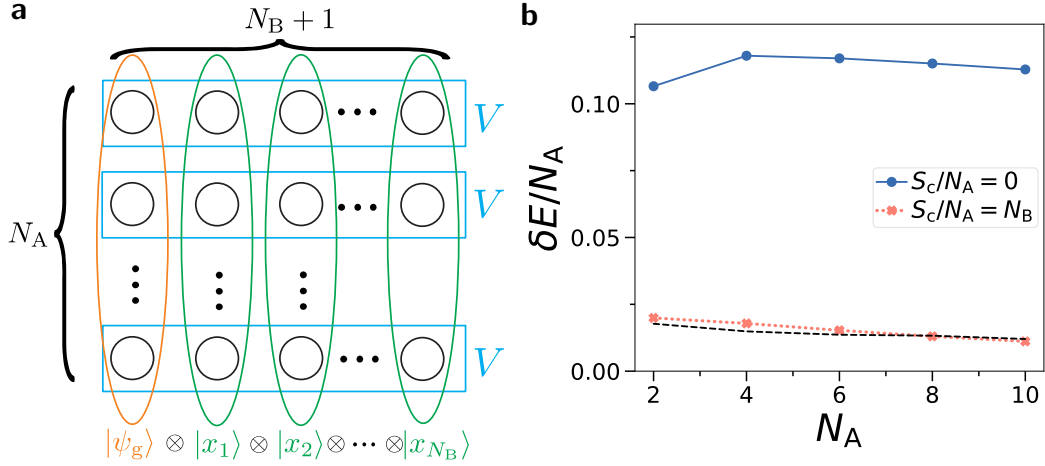 a
N_B + 1
N_A
V
V
V
|ψ_g⟩ ⊗ |x_1⟩ ⊗ |x_2⟩ ⊗ ⋯ ⊗ |x_{N_B}⟩
b
δE/N_A
0.10
0.05
0.00
S_c/N_A = 0
S_c/N_A = N_B
2 4 6 8 10
N_A